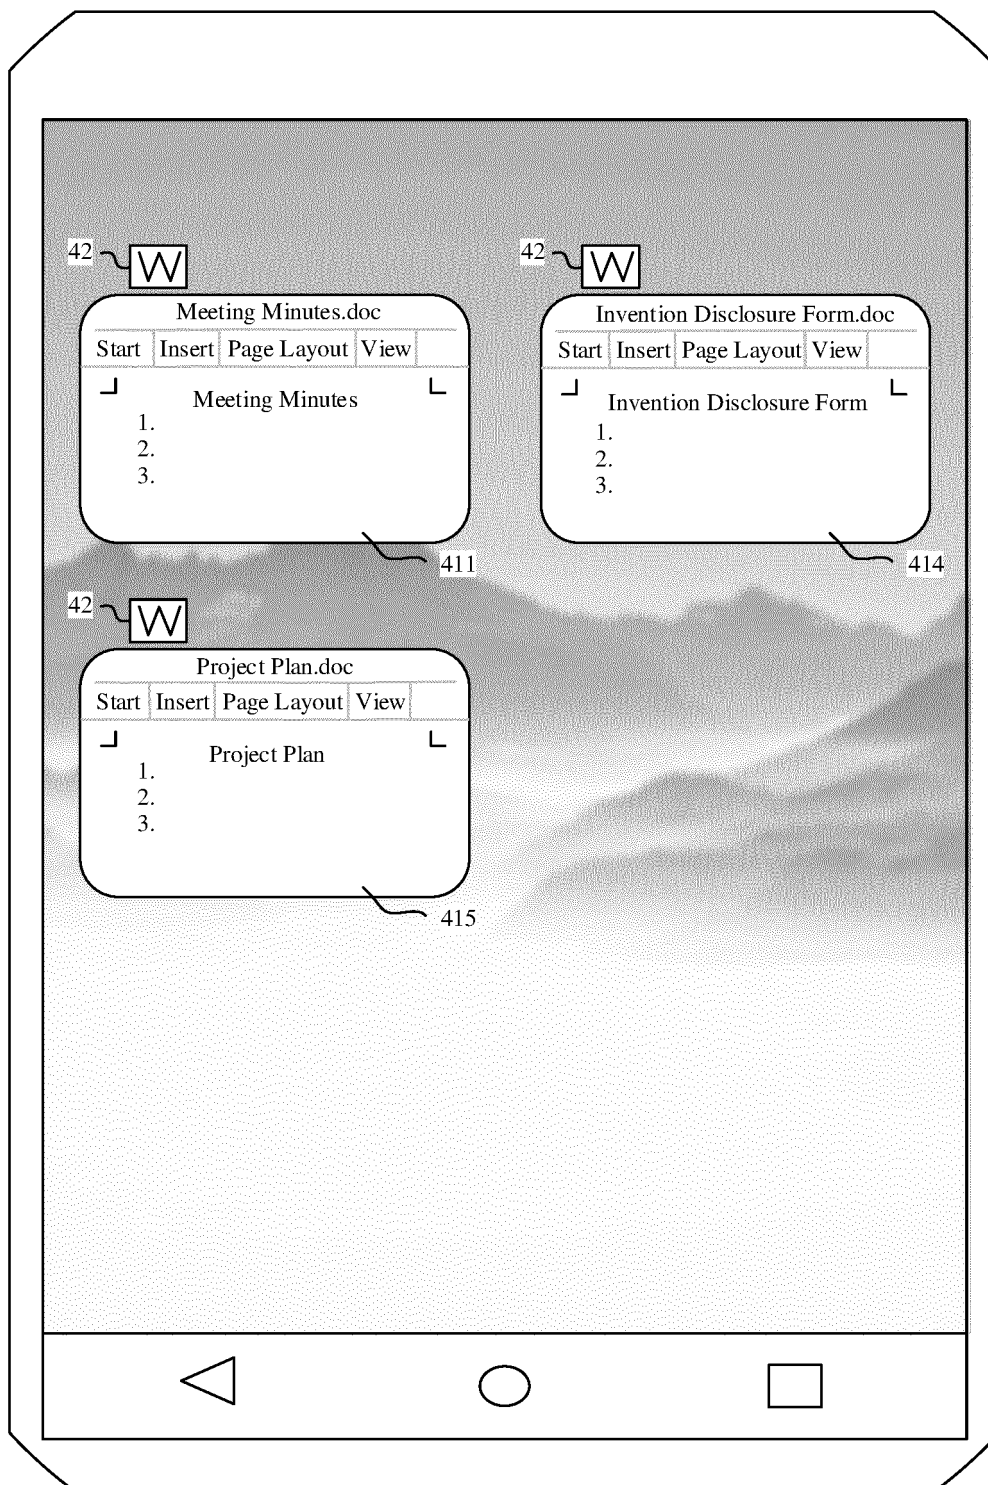 42 W
Meeting Minutes.doc
Start Insert Page Layout View
Meeting Minutes
1.
2.
3.
411
42 W
Invention Disclosure Form.doc
Start Insert Page Layout View
Invention Disclosure Form
1.
2.
3.
414
42 W
Project Plan.doc
Start Insert Page Layout View
Project Plan
1.
2.
3.
415